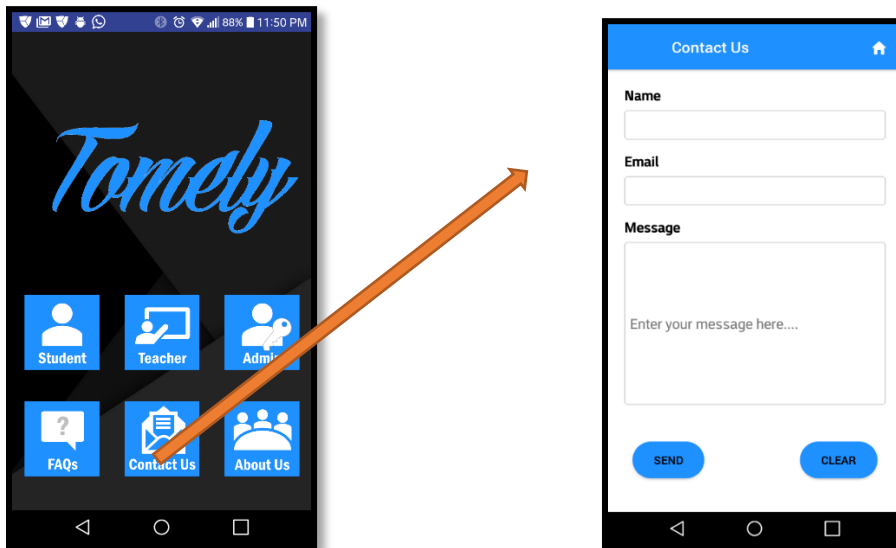 88% 11:50 PM
Tomely
Student Teacher Admin
FAQs Contact Us About Us
Contact Us
Name
Email
Message
Enter your message here....
SEND CLEAR